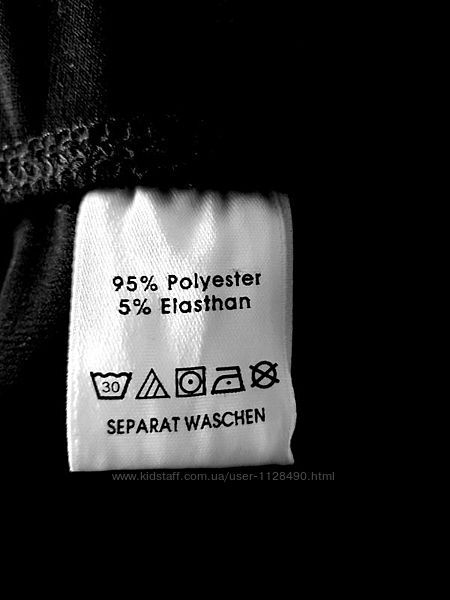 95% Polyester
5% Elasthan
30
SEPARAT WASCHEN
www.kidstaff.com.ua/user-1128490.html